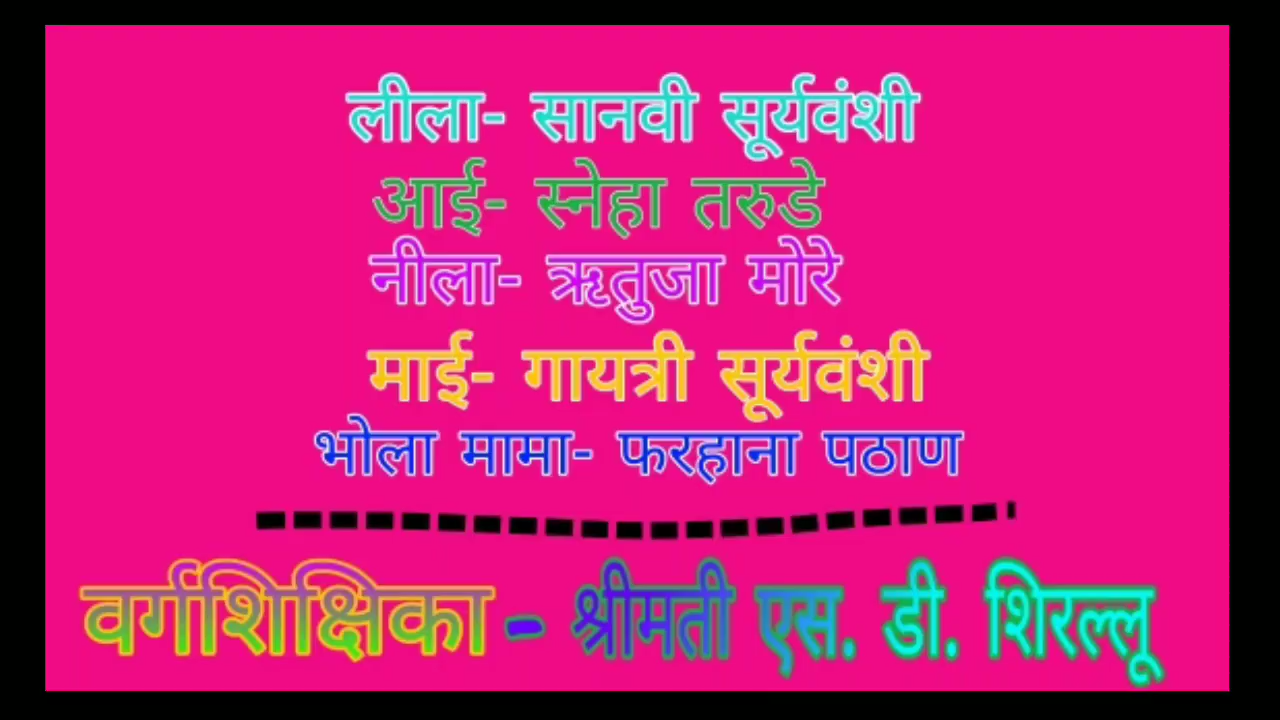 लीला- सानवी सूर्यवंशी
आई- स्नेहा तरुडे
नीला- ऋतुजा मोरे
माई- गायत्री सूर्यवंशी
भोला मामा- फरहाना पठाण
वर्गशिक्षिका - श्रीमती एस. डी. शिरल्लू